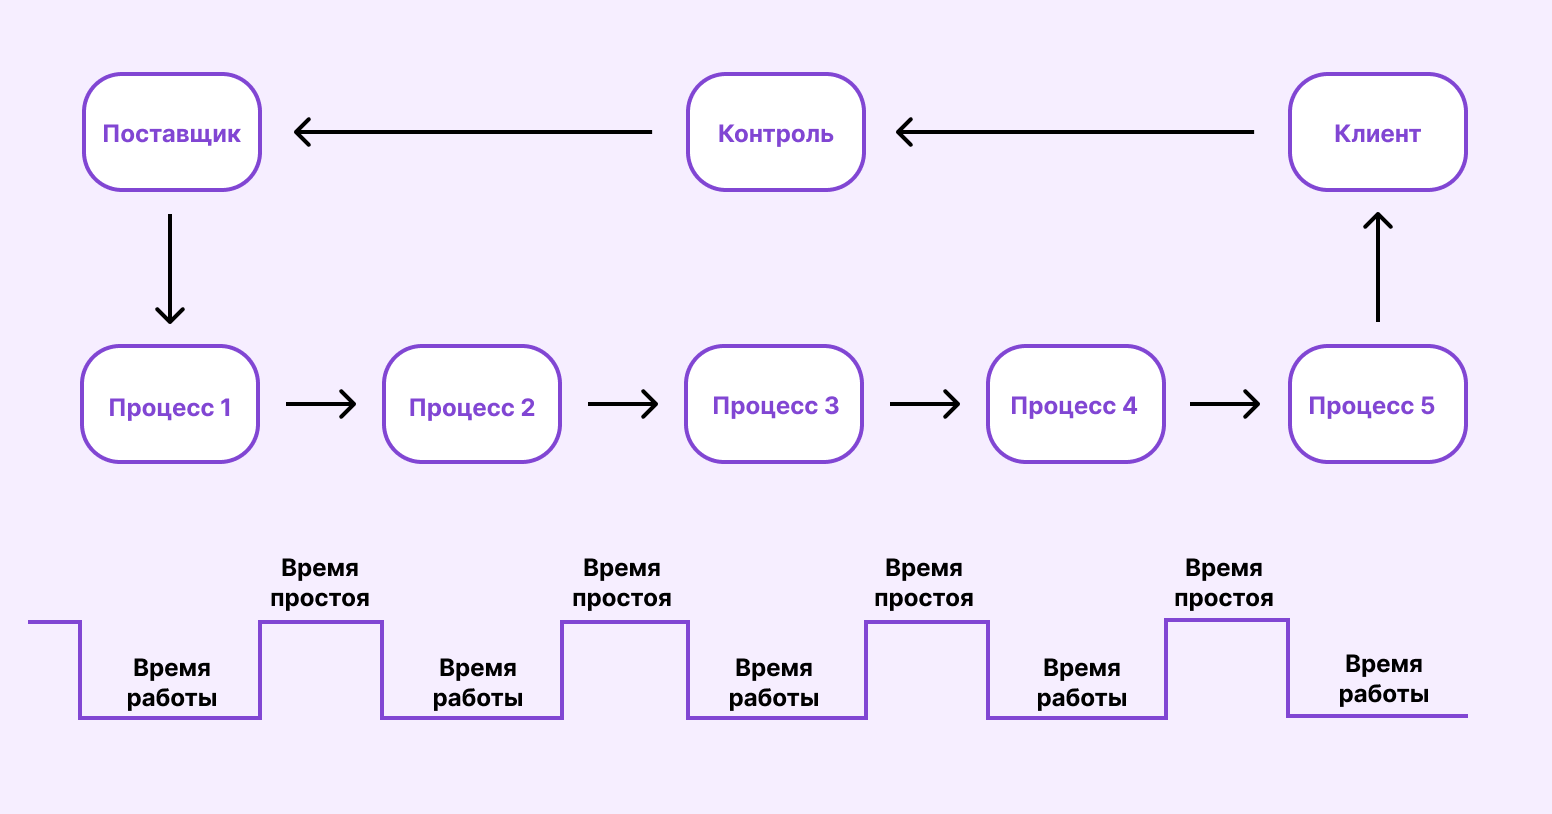 Поставщик
Контроль
Клиент
Процесс 1
Процесс 2
Процесс 3
Процесс 4
Процесс 5
Время
простоя
Время
простоя
Время
простоя
Время
простоя
Время
работы
Время
работы
Время
работы
Время
работы
Время
работы